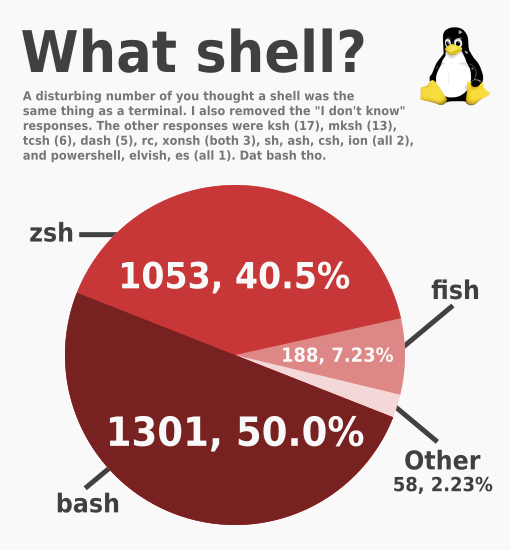 What shell?
A disturbing number of you thought a shell was the
same thing as a terminal. I also removed the "I don't know"
responses. The other responses were ksh (17), mksh (13),
tcsh (6), dash (5), rc, xonsh (both 3), sh, ash, csh, ion (all 2),
and powershell, elvish, es (all 1). Dat bash tho.
zsh
1053, 40.5%
fish
188, 7.23%
1301, 50.0%
Other
58, 2.23%
bash